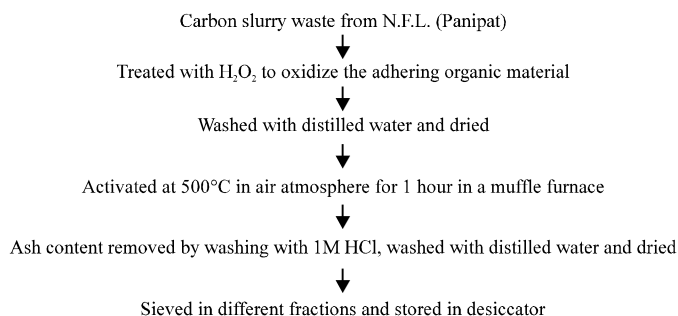 Carbon slurry waste from N.F.L. (Panipat)
Treated with H₂O₂ to oxidize the adhering organic material
Washed with distilled water and dried
Activated at 500°C in air atmosphere for 1 hour in a muffle furnace
Ash content removed by washing with 1M HCl, washed with distilled water and dried
Sieved in different fractions and stored in desiccator